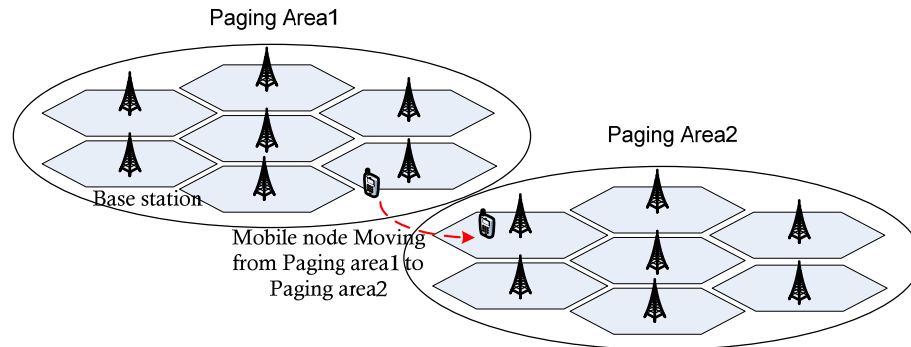 Paging Area1
Paging Area2
Base station
Mobile node Moving
from Paging area1 to
Paging area2